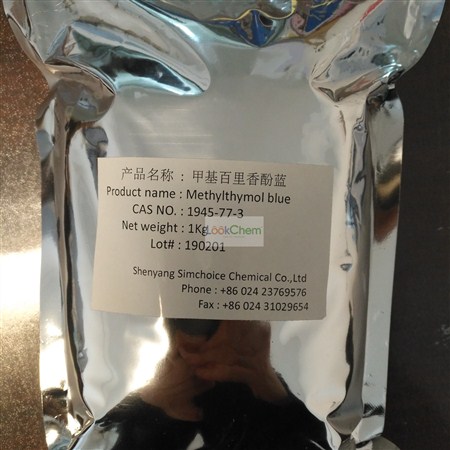 产品名称 : 甲基百里香酚蓝
Product name : Methylthymol blue
CAS NO. : 1945-77-3
Net weight : 1Kg
LookChem
Lot# : 190201
Shenyang Simchoice Chemical Co.,Ltd
Phone : +86 024 23769576
Fax : +86 024 31029654